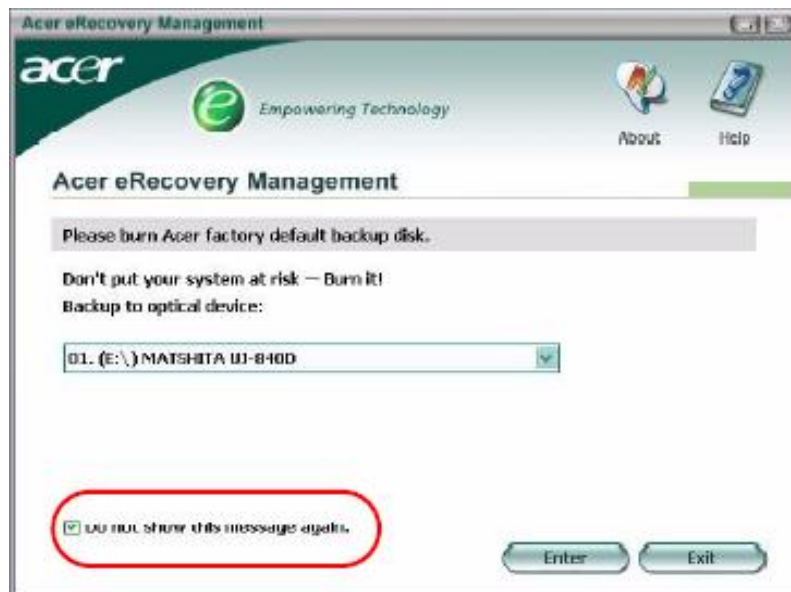 Acer eRecovery Management
acer
Empowering Technology
About
Help
Acer eRecovery Management
Please burn Acer factory default backup disk.
Don't put your system at risk — Burn it!
Backup to optical device:
01. (E:\) MATSHITA UJ-840D
Do not show this message again.
Enter
Exit